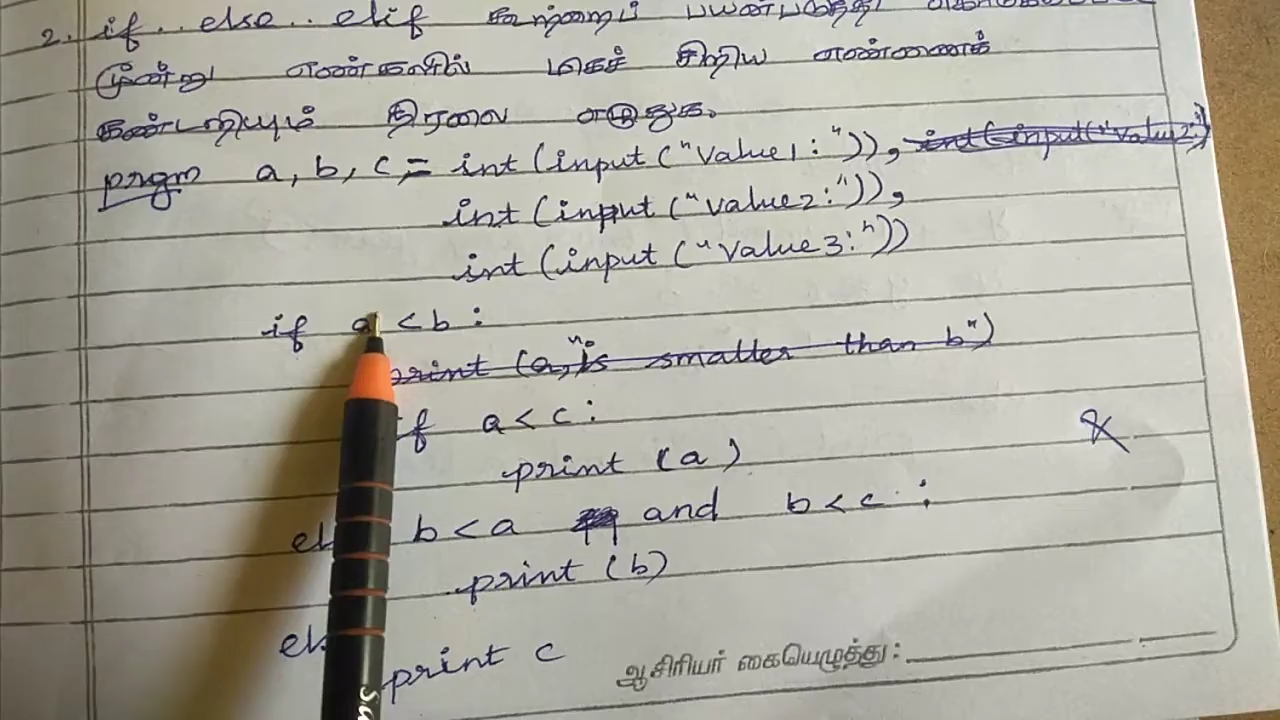 2. if.. else.. elif கூற்றைப் பயன்படுத்தி
மூன்று எண்களில் மிகச் சிறிய எண்ணைக்
கண்டறியும் நிரலை எழுதுக.
prgm a, b, c, = int (input ("Value1:")), int (input ("Value2:")
int (input ("value2:")),
int (input ("Value3:"))
if a < b :
print (a, "is smaller than b")
if a < c :
print (a)
b < a and b < c :
print (b)
print c
ஆசிரியர் கையெழுத்து :